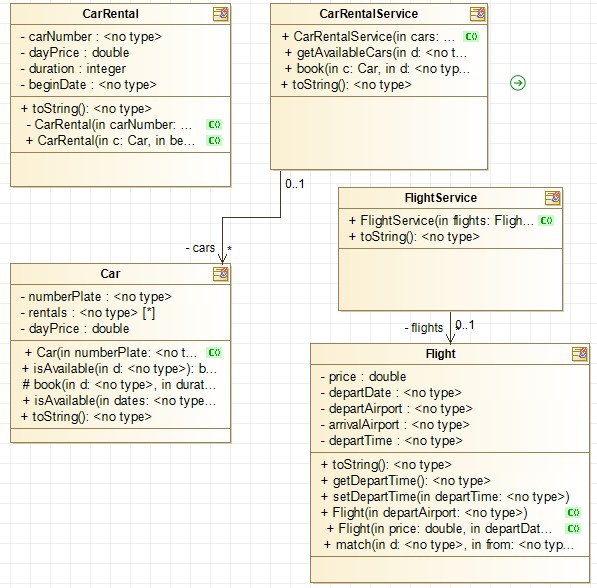 CarRental
- carNumber : <no type>
- dayPrice : double
- duration : integer
- beginDate : <no type>
+ toString(): <no type>
- CarRental(in carNumber: ... C()
+ CarRental(in c: Car, in be... C()
CarRentalService
+ CarRentalService(in cars: ... C()
+ getAvailableCars(in d: <no t...
+ book(in c: Car, in d: <no typ...
+ toString(): <no type>
0..1
- cars *
FlightService
+ FlightService(in flights: Fligh... C()
+ toString(): <no type>
- flights * 0..1
Car
- numberPlate : <no type>
- rentals : <no type> [*]
- dayPrice : double
+ Car(in numberPlate: <no t... C()
+ isAvailable(in d: <no type>): b...
# book(in d: <no type>, in durat...
+ isAvailable(in dates: <no type...
+ toString(): <no type>
Flight
- price : double
- departDate : <no type>
- departAirport : <no type>
- arrivalAirport : <no type>
- departTime : <no type>
+ toString(): <no type>
+ getDepartTime(): <no type>
+ setDepartTime(in departTime: <no type>)
+ Flight(in departAirport: <no type>) C()
+ Flight(in price: double, in departDat... C()
+ match(in d: <no type>, in from: <no typ...